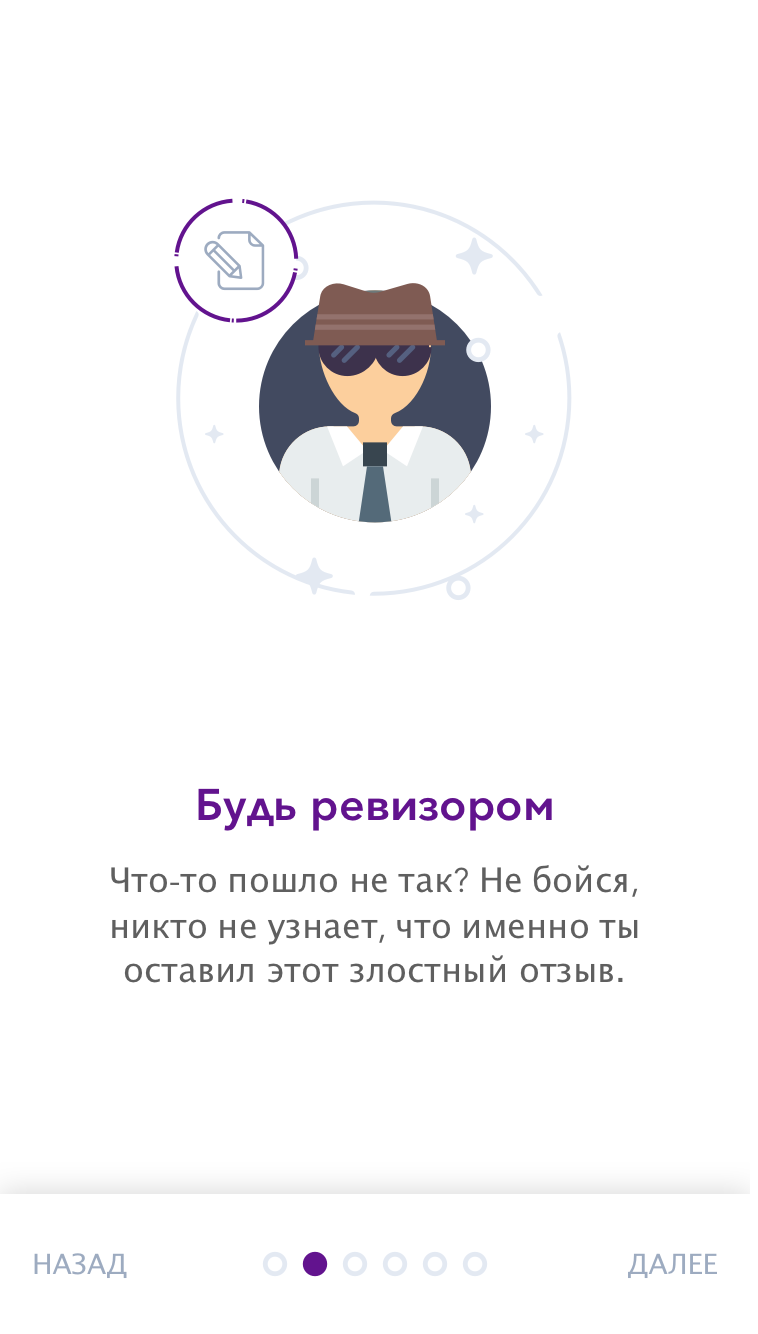 Будь ревизором
Что-то пошло не так? Не бойся,
никто не узнает, что именно ты
оставил этот злостный отзыв.
НАЗАД
ДАЛЕЕ